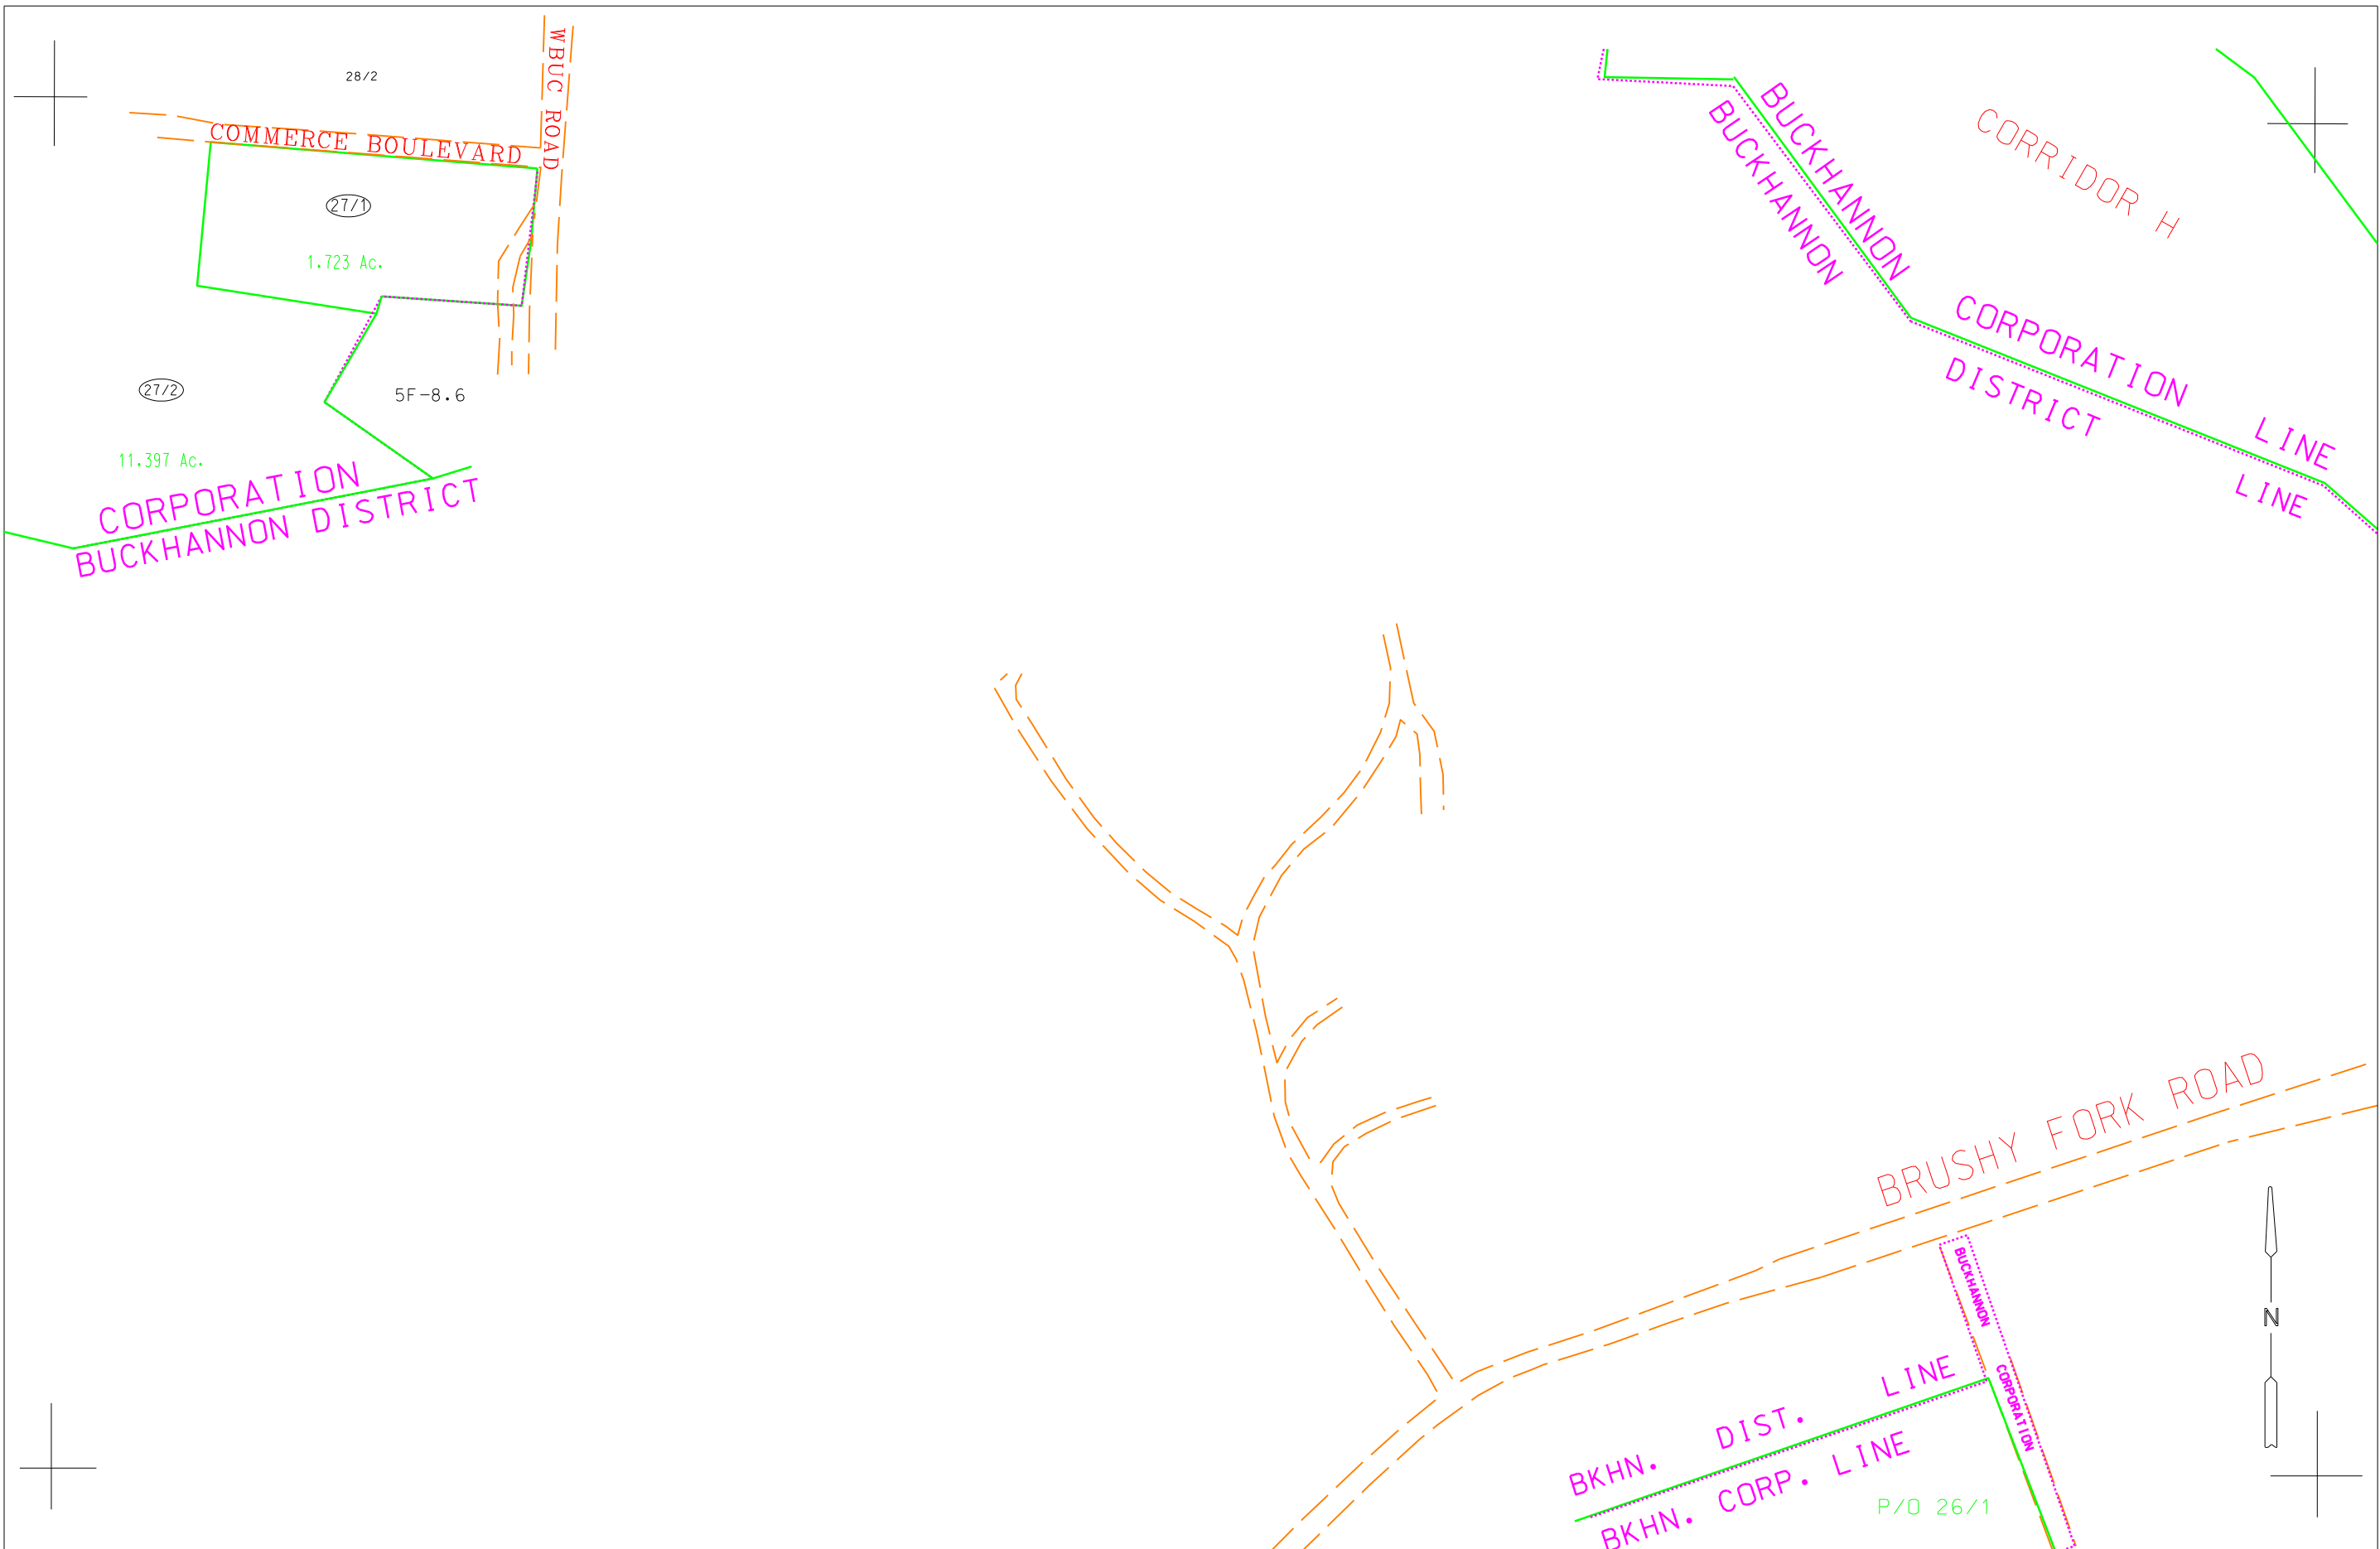 28/2
WBUC ROAD
COMMERCE BOULEVARD
27/1
1.723 Ac.
27/2
5F-8.6
11.397 Ac.
CORPORATION
BUCKHANNON DISTRICT
BUCKHANNON
BUCKHANNON
CORRIDOR H
CORPORATION LINE
DISTRICT LINE
BRUSHY FORK ROAD
BUCKHANNON CORPORATION
N
BKHN. DIST. LINE
BKHN. CORP. LINE
P/O 26/1